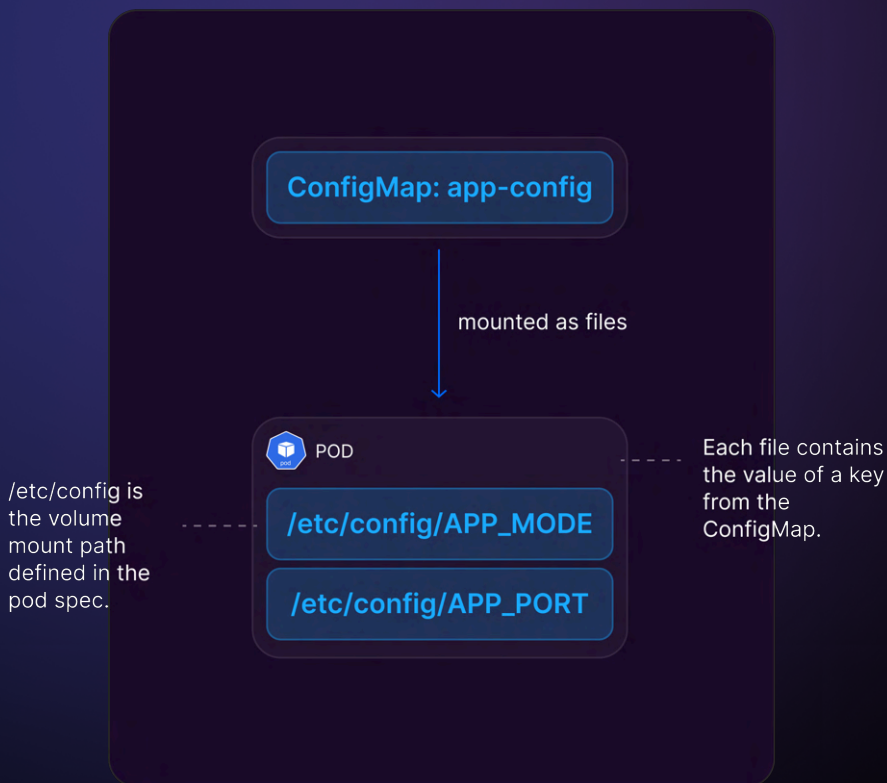 ConfigMap: app-config
mounted as files
pod
POD
/etc/config/APP_MODE
/etc/config/APP_PORT
/etc/config is
the volume
mount path
defined in the
pod spec.
Each file contains
the value of a key
from the
ConfigMap.